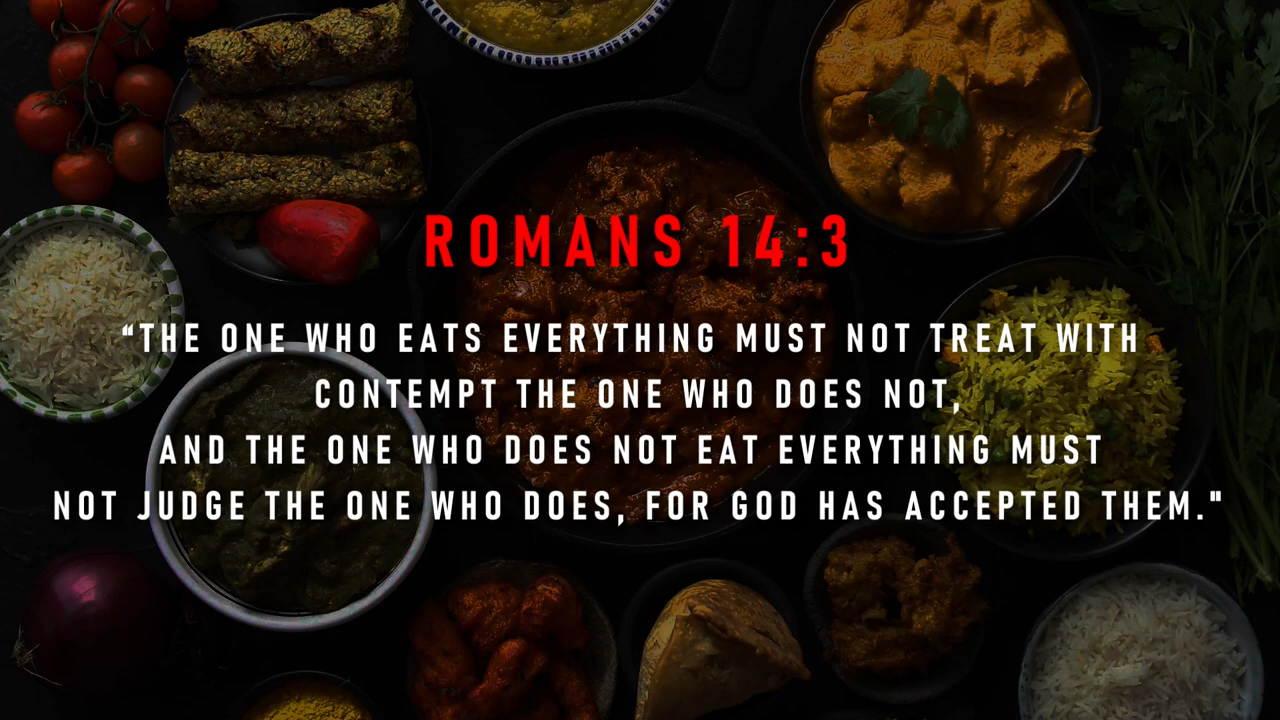 ROMANS 14:3
“THE ONE WHO EATS EVERYTHING MUST NOT TREAT WITH
CONTEMPT THE ONE WHO DOES NOT,
AND THE ONE WHO DOES NOT EAT EVERYTHING MUST
NOT JUDGE THE ONE WHO DOES, FOR GOD HAS ACCEPTED THEM."